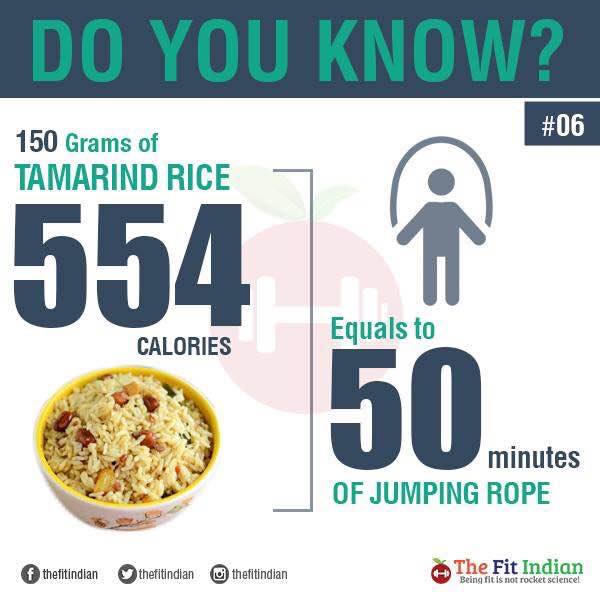 DO YOU KNOW?
#06
150 Grams of
TAMARIND RICE
554
CALORIES
Equals to
50 minutes
OF JUMPING ROPE
thefitindian thefitindian thefitindian
The Fit Indian
Being fit is not rocket science!